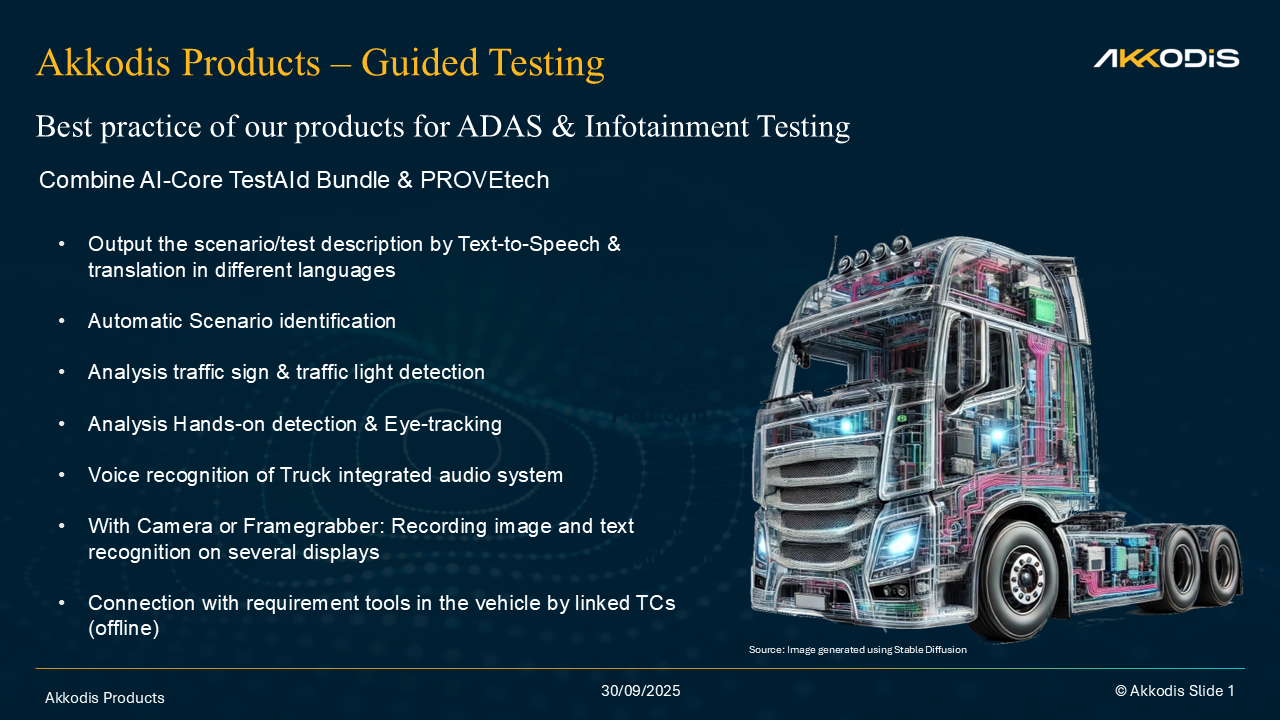 Akkodis Products – Guided Testing
AKKODiS
Best practice of our products for ADAS & Infotainment Testing
Combine AI-Core TestAId Bundle & PROVEtech
• Output the scenario/test description by Text-to-Speech &
translation in different languages
• Automatic Scenario identification
• Analysis traffic sign & traffic light detection
• Analysis Hands-on detection & Eye-tracking
• Voice recognition of Truck integrated audio system
• With Camera or Framegrabber: Recording image and text
recognition on several displays
• Connection with requirement tools in the vehicle by linked TCs
(offline)
Source: Image generated using Stable Diffusion
Akkodis Products
30/09/2025
© Akkodis Slide 1